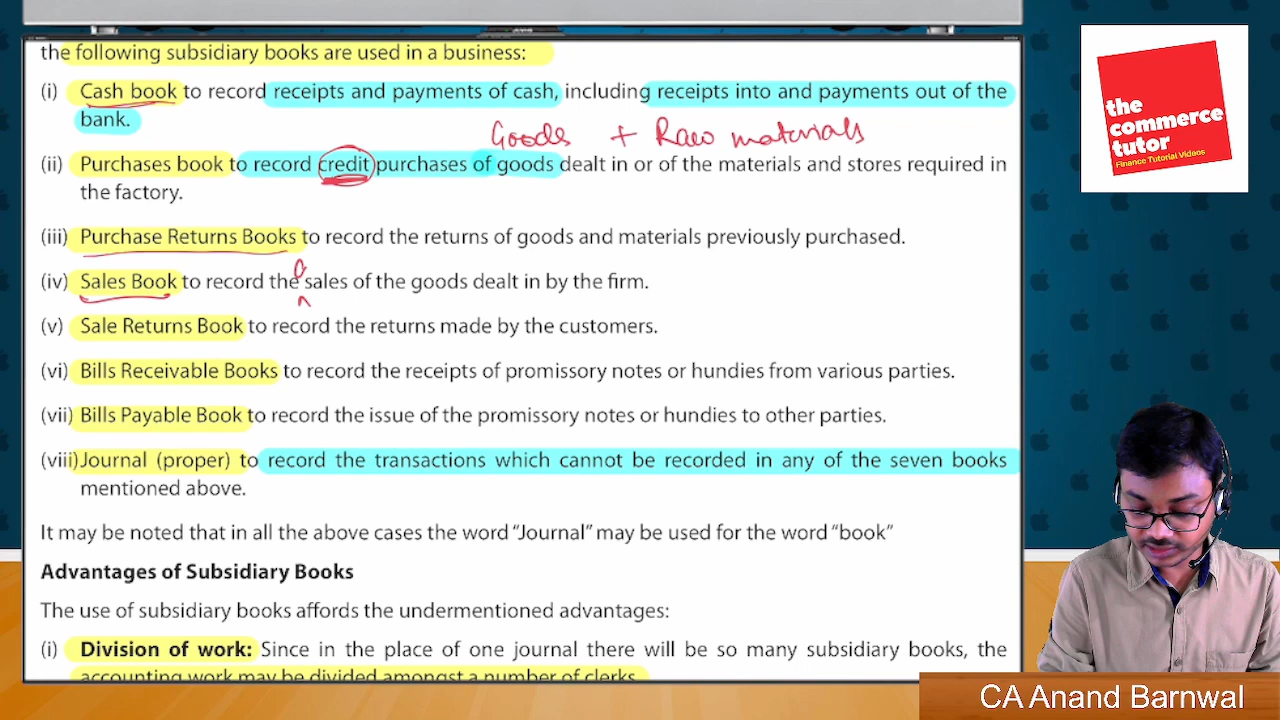 the following subsidiary books are used in a business:
(i) Cash book to record receipts and payments of cash, including receipts into and payments out of the
bank.
Goods + Raw materials
(ii) Purchases book to record credit purchases of goods dealt in or of the materials and stores required in
the factory.
(iii) Purchase Returns Books to record the returns of goods and materials previously purchased.
(iv) Sales Book to record the sales of the goods dealt in by the firm.
(v) Sale Returns Book to record the returns made by the customers.
(vi) Bills Receivable Books to record the receipts of promissory notes or hundies from various parties.
(vii) Bills Payable Book to record the issue of the promissory notes or hundies to other parties.
(viii) Journal (proper) to record the transactions which cannot be recorded in any of the seven books
mentioned above.
It may be noted that in all the above cases the word “Journal” may be used for the word “book”
Advantages of Subsidiary Books
The use of subsidiary books affords the undermentioned advantages:
(i) Division of work: Since in the place of one journal there will be so many subsidiary books, the
accounting work may be divided amongst a number of clerks.
the
commerce
tutor
Finance Tutorial Videos
CA Anand Barnwal